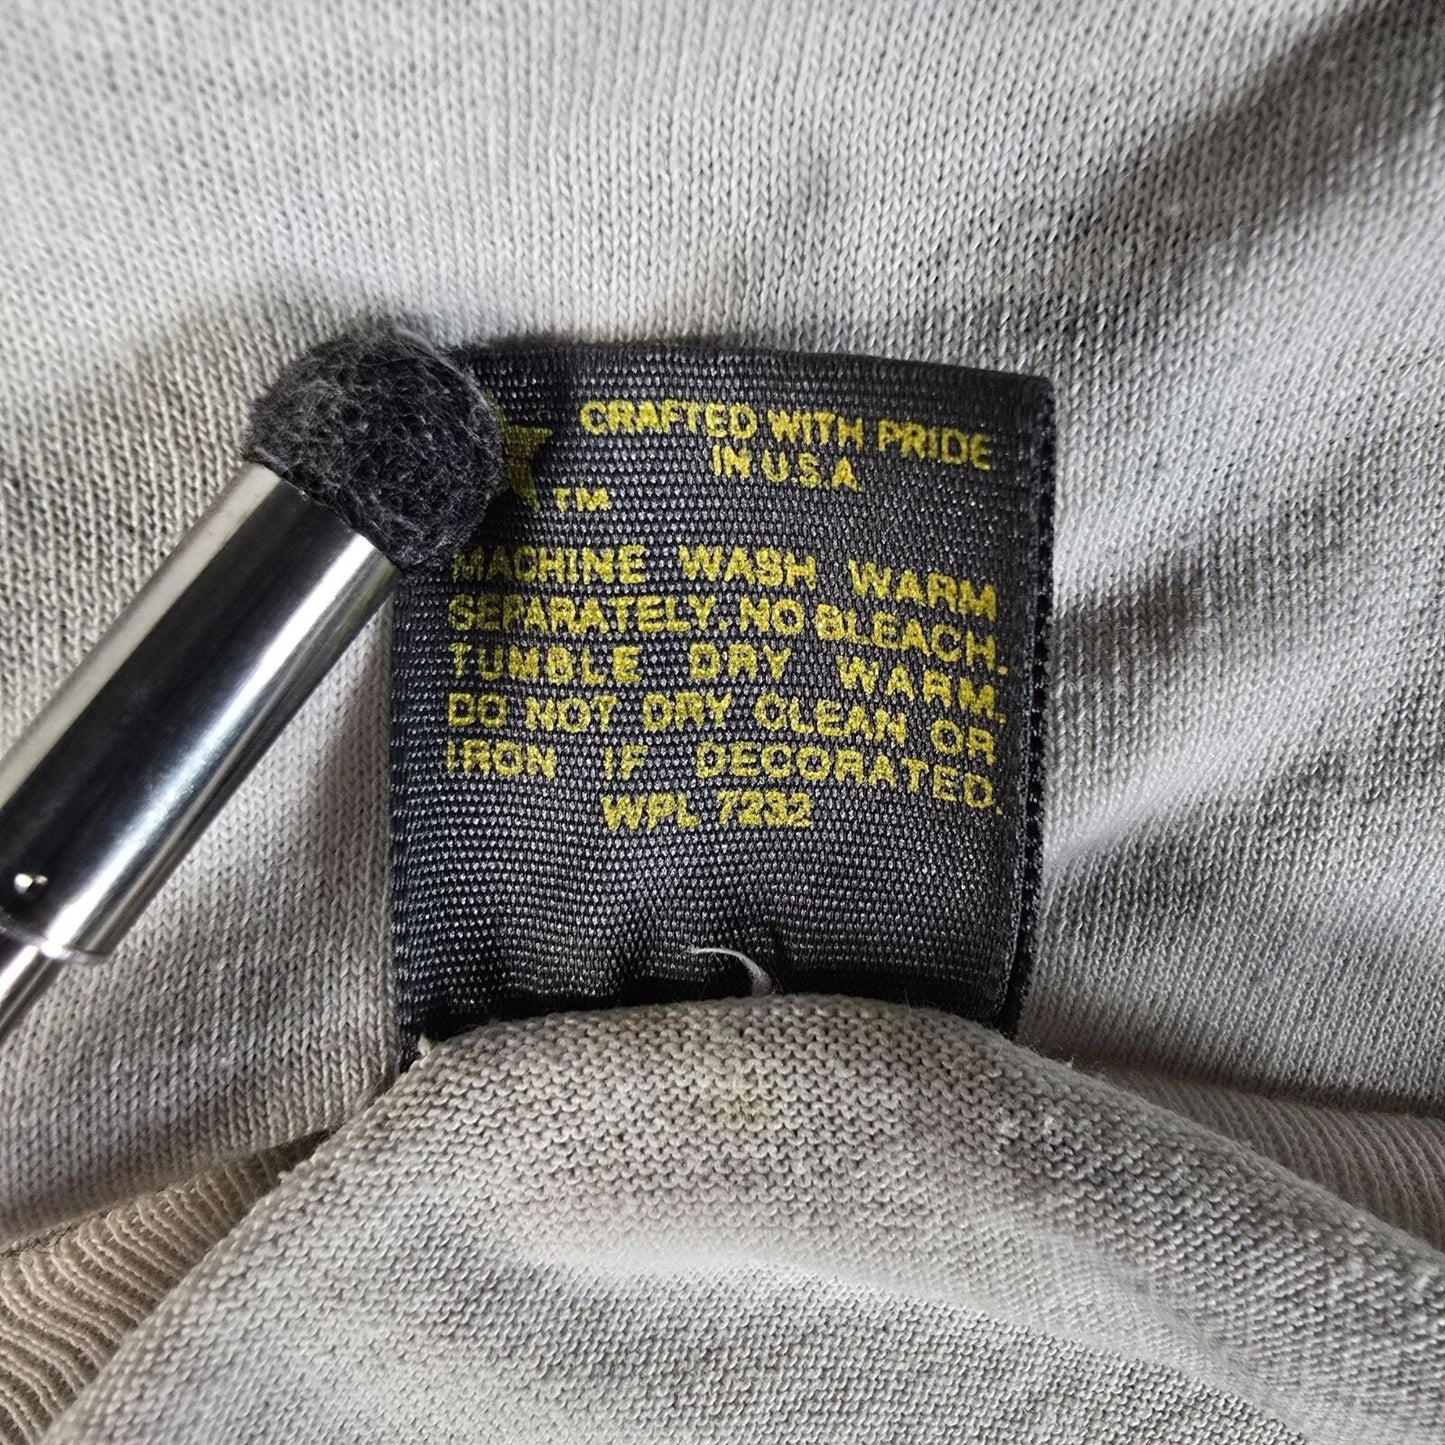 CRAFTED WITH PRIDE
IN U.S.A
TM
MACHINE WASH WARM
SEPARATELY. NO BLEACH.
TUMBLE DRY WARM.
DO NOT DRY CLEAN OR
IRON IF DECORATED.
WPL 7232